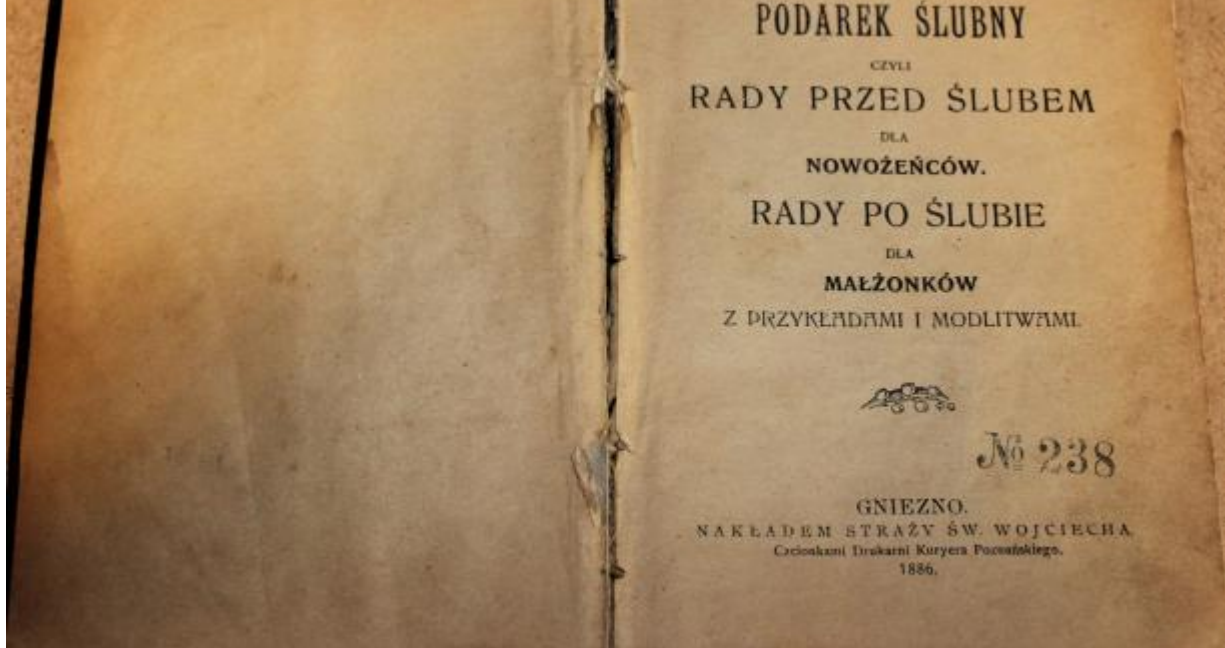 PODAREK ŚLUBNY
CZYLI
RADY PRZED ŚLUBEM
DLA
NOWOŻEŃCÓW.
RADY PO ŚLUBIE
DLA
MAŁŻONKÓW
Z PRZYKŁADAMI I MODLITWAMI.
№ 238
GNIEZNO.
NAKŁADEM STRAŻY ŚW. WOJCIECHA
Czcionkami Drukarni Kuryera Poznańskiego.
1886.